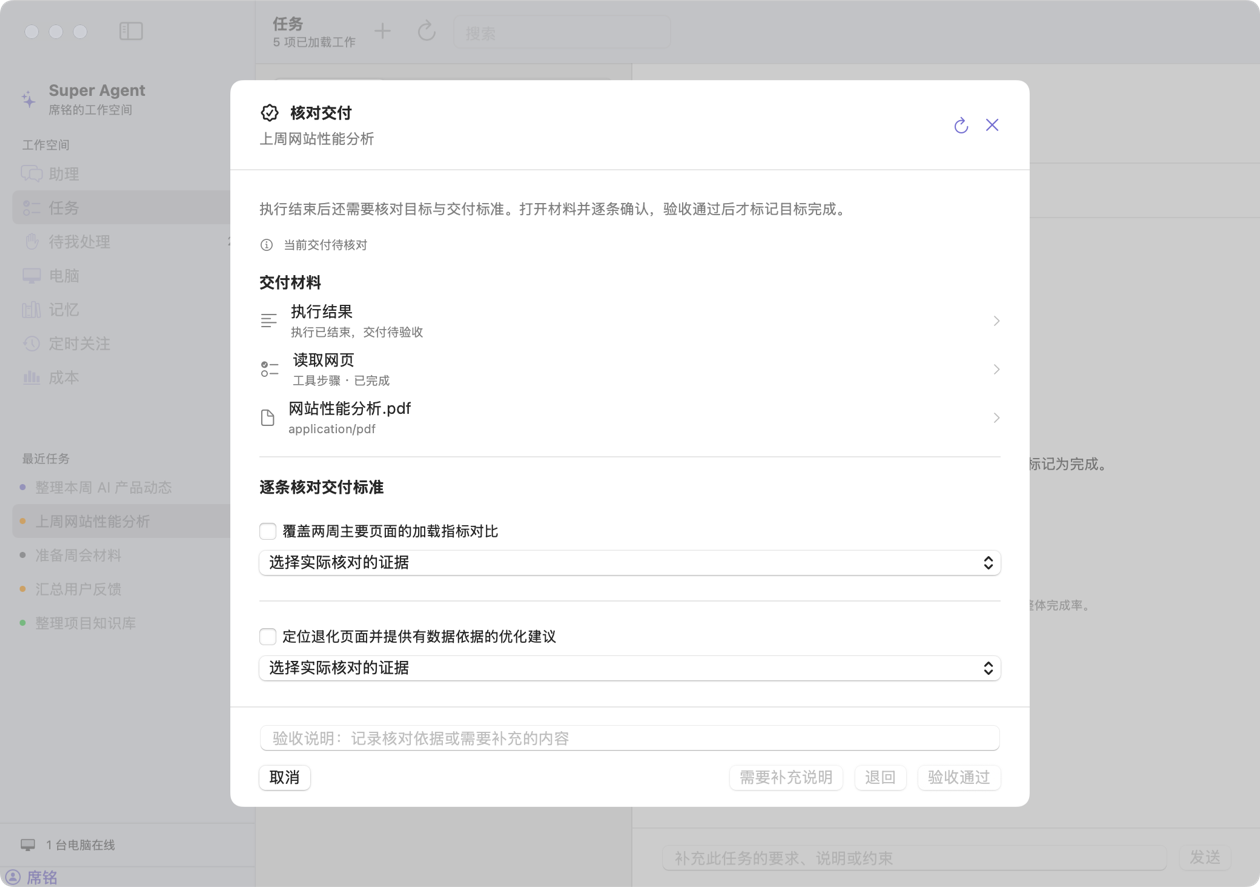 任务
5 项已加载工作
搜索
Super Agent
席铭的工作空间
工作空间
助理
任务
待我处理
电脑
记忆
定时关注
成本
最近任务
整理本周 AI 产品动态
上周网站性能分析
准备周会材料
汇总用户反馈
整理项目知识库
1 台电脑在线
席铭
核对交付
上周网站性能分析
执行结束后还需要核对目标与交付标准。打开材料并逐条确认，验收通过后才标记目标完成。
当前交付待核对
交付材料
执行结果
执行已结束，交付待验收
读取网页
工具步骤 · 已完成
网站性能分析.pdf
application/pdf
逐条核对交付标准
覆盖两周主要页面的加载指标对比
选择实际核对的证据
定位退化页面并提供有数据依据的优化建议
选择实际核对的证据
验收说明：记录核对依据或需要补充的内容
取消
需要补充说明
退回
验收通过
标记为完成。
体完成率。
补充此任务的要求、说明或约束
发送